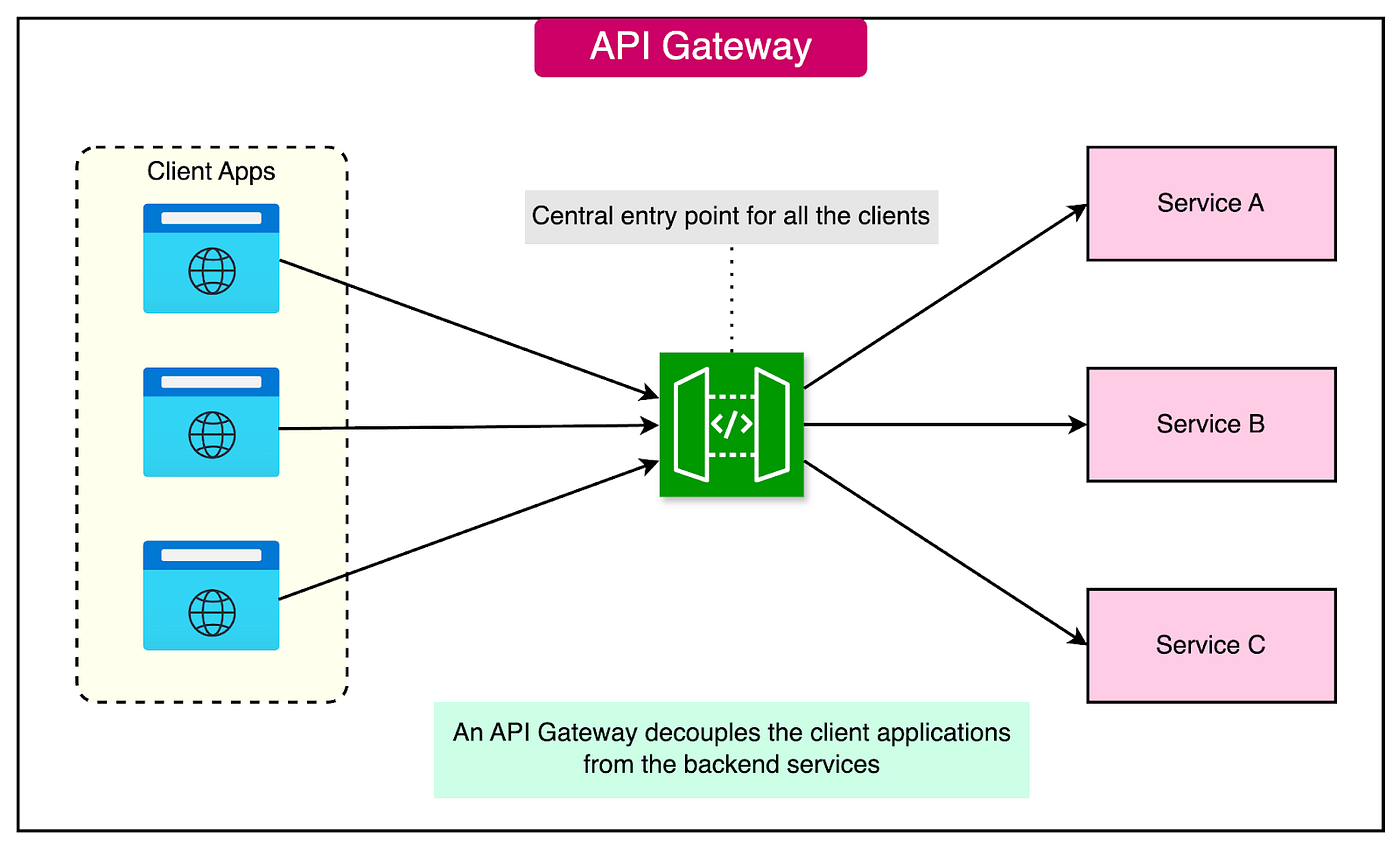 API Gateway
Client Apps
Central entry point for all the clients
Service A
</>
Service B
Service C
An API Gateway decouples the client applications
from the backend services